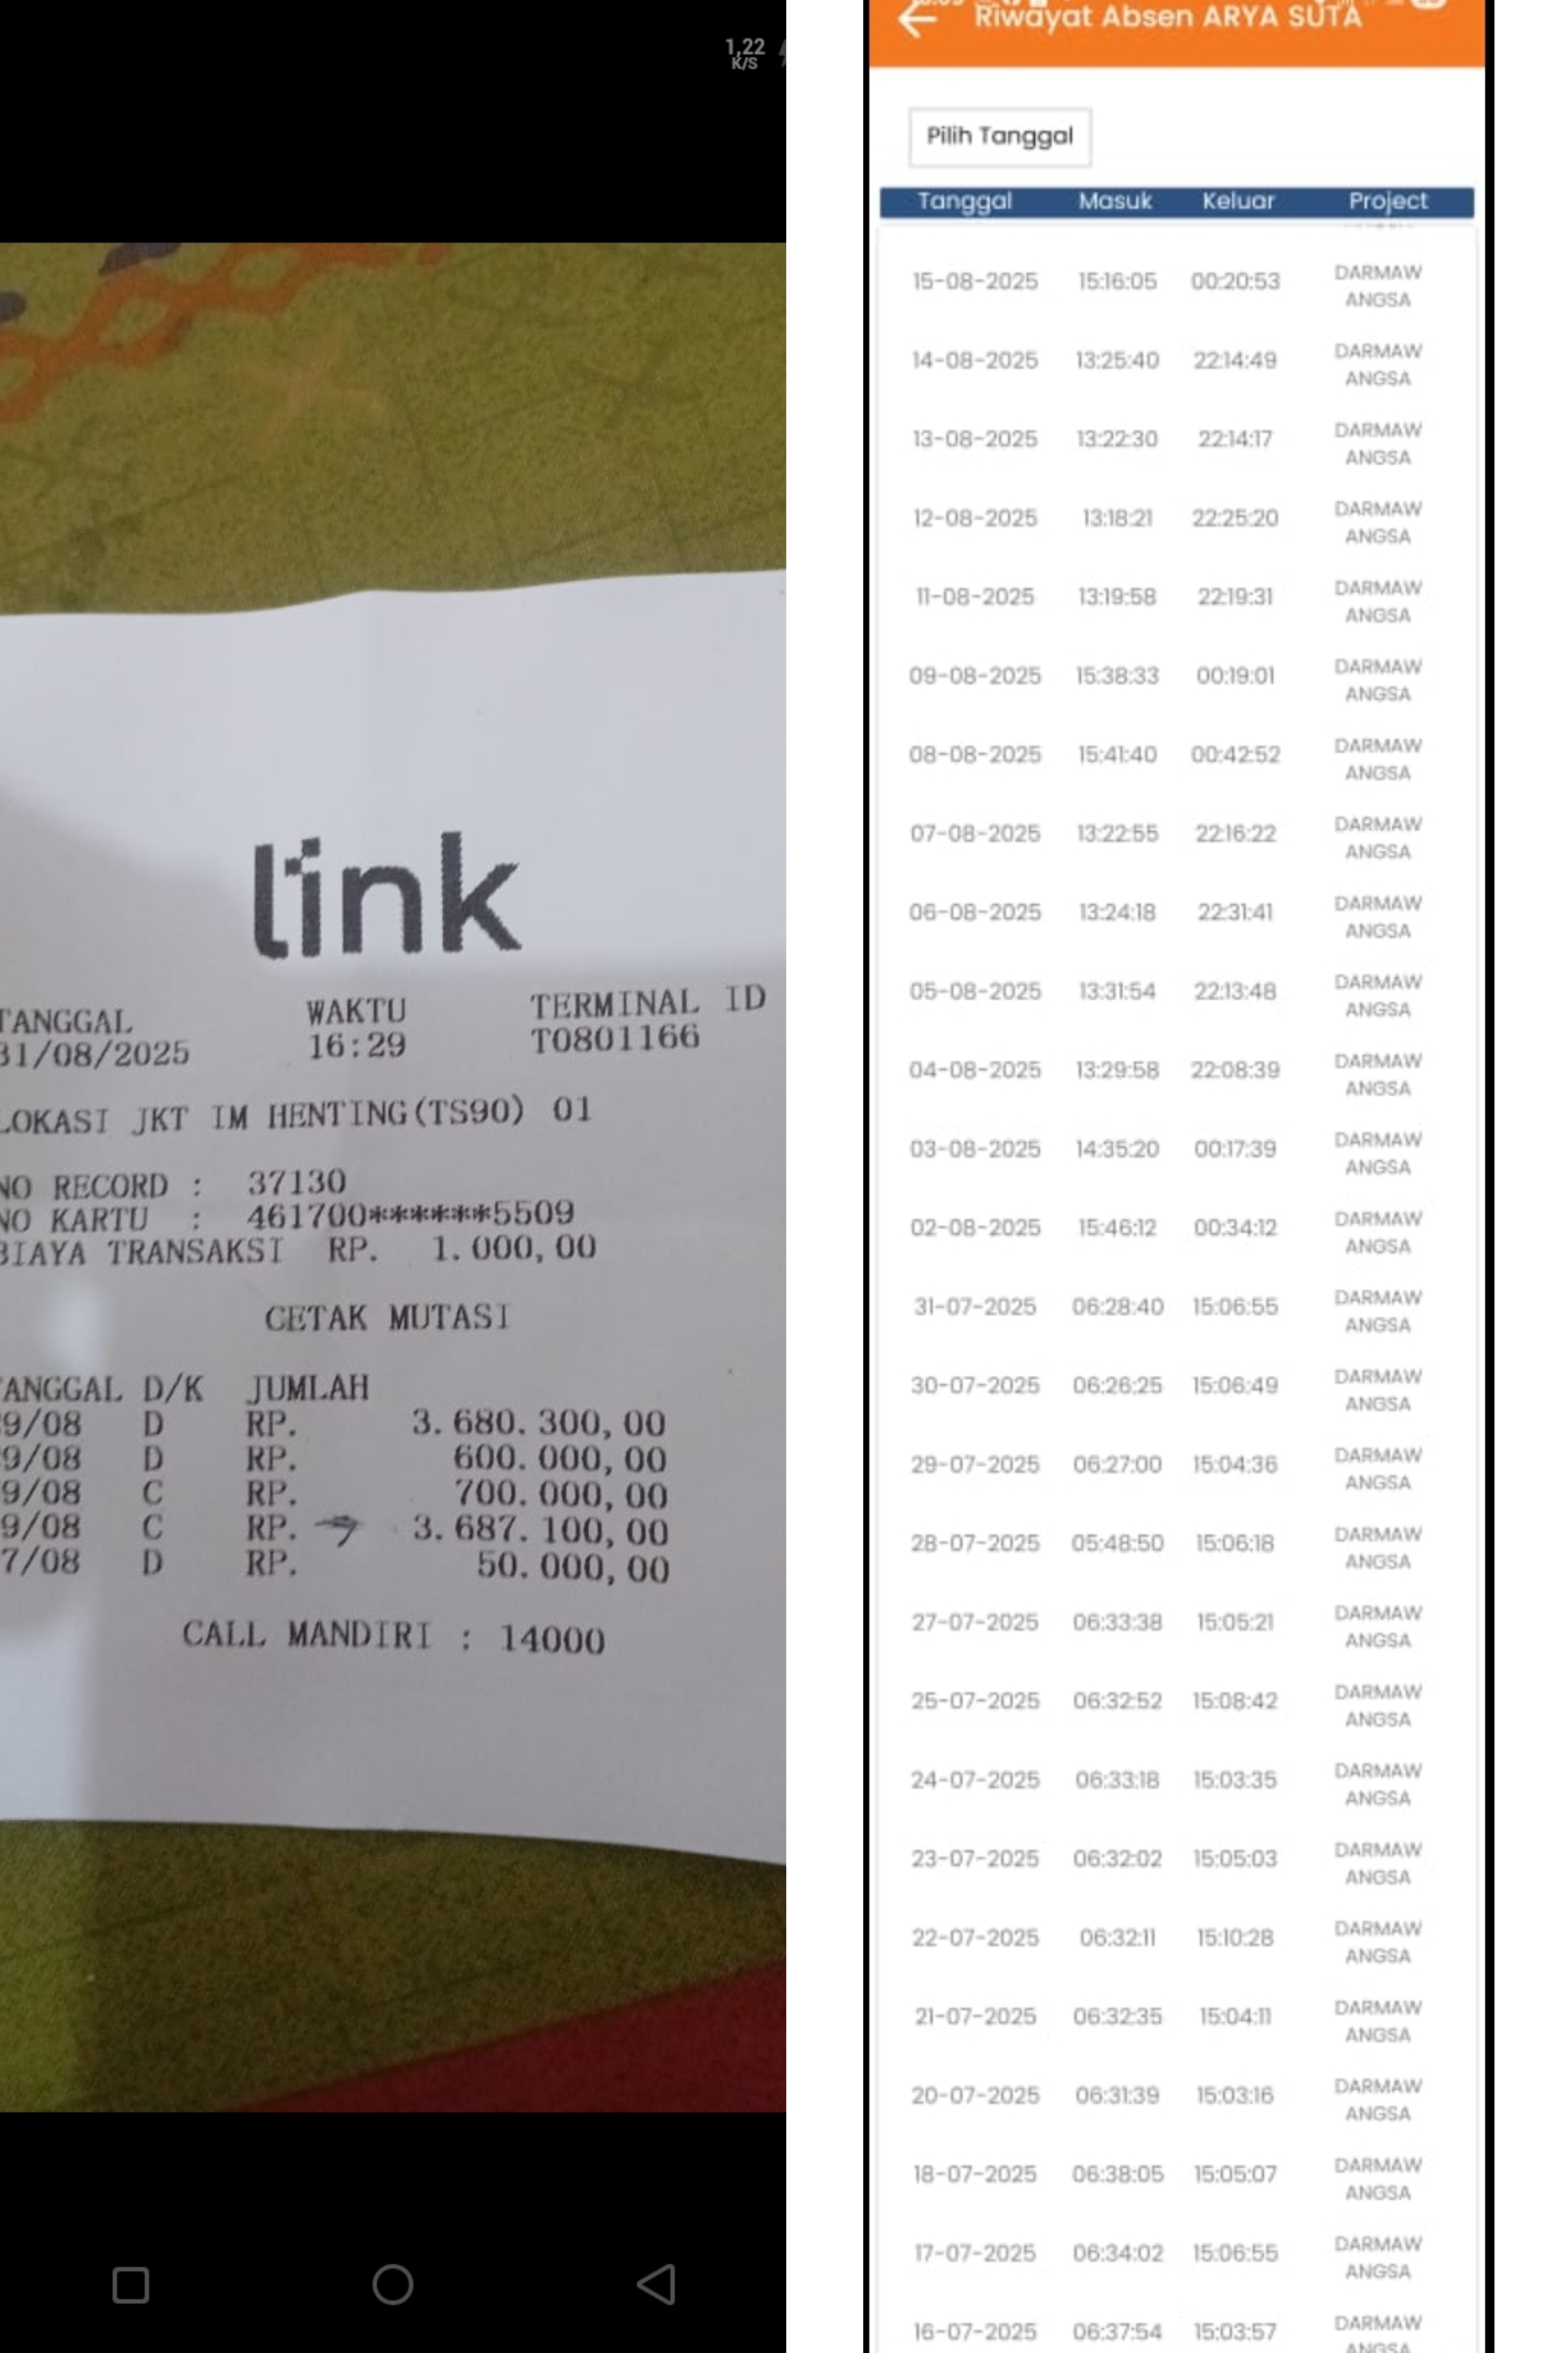 1,22
K/S
link
TANGGAL WAKTU TERMINAL ID
31/08/2025 16:29 T0801166
LOKASI JKT IM HENTING(TS90) 01
NO RECORD : 37130
NO KARTU : 461700******5509
BIAYA TRANSAKSI RP. 1.000,00
CETAK MUTASI
TANGGAL D/K JUMLAH
9/08 D RP. 3.680.300,00
9/08 D RP. 600.000,00
9/08 C RP. 700.000,00
9/08 C RP. → 3.687.100,00
7/08 D RP. 50.000,00
CALL MANDIRI : 14000
Riwayat Absen ARYA SUTA
Pilih Tanggal
Tanggal Masuk Keluar Project
15-08-2025 15:16:05 00:20:53 DARMAW
ANGSA
14-08-2025 13:25:40 22:14:49 DARMAW
ANGSA
13-08-2025 13:22:30 22:14:17 DARMAW
ANGSA
12-08-2025 13:18:21 22:25:20 DARMAW
ANGSA
11-08-2025 13:19:58 22:19:31 DARMAW
ANGSA
09-08-2025 15:38:33 00:19:01 DARMAW
ANGSA
08-08-2025 15:41:40 00:42:52 DARMAW
ANGSA
07-08-2025 13:22:55 22:16:22 DARMAW
ANGSA
06-08-2025 13:24:18 22:31:41 DARMAW
ANGSA
05-08-2025 13:31:54 22:13:48 DARMAW
ANGSA
04-08-2025 13:29:58 22:08:39 DARMAW
ANGSA
03-08-2025 14:35:20 00:17:39 DARMAW
ANGSA
02-08-2025 15:46:12 00:34:12 DARMAW
ANGSA
31-07-2025 06:28:40 15:06:55 DARMAW
ANGSA
30-07-2025 06:26:25 15:06:49 DARMAW
ANGSA
29-07-2025 06:27:00 15:04:36 DARMAW
ANGSA
28-07-2025 05:48:50 15:06:18 DARMAW
ANGSA
27-07-2025 06:33:38 15:05:21 DARMAW
ANGSA
25-07-2025 06:32:52 15:08:42 DARMAW
ANGSA
24-07-2025 06:33:18 15:03:35 DARMAW
ANGSA
23-07-2025 06:32:02 15:05:03 DARMAW
ANGSA
22-07-2025 06:32:11 15:10:28 DARMAW
ANGSA
21-07-2025 06:32:35 15:04:11 DARMAW
ANGSA
20-07-2025 06:31:39 15:03:16 DARMAW
ANGSA
18-07-2025 06:38:05 15:05:07 DARMAW
ANGSA
17-07-2025 06:34:02 15:06:55 DARMAW
ANGSA
16-07-2025 06:37:54 15:03:57 DARMAW
ANGSA